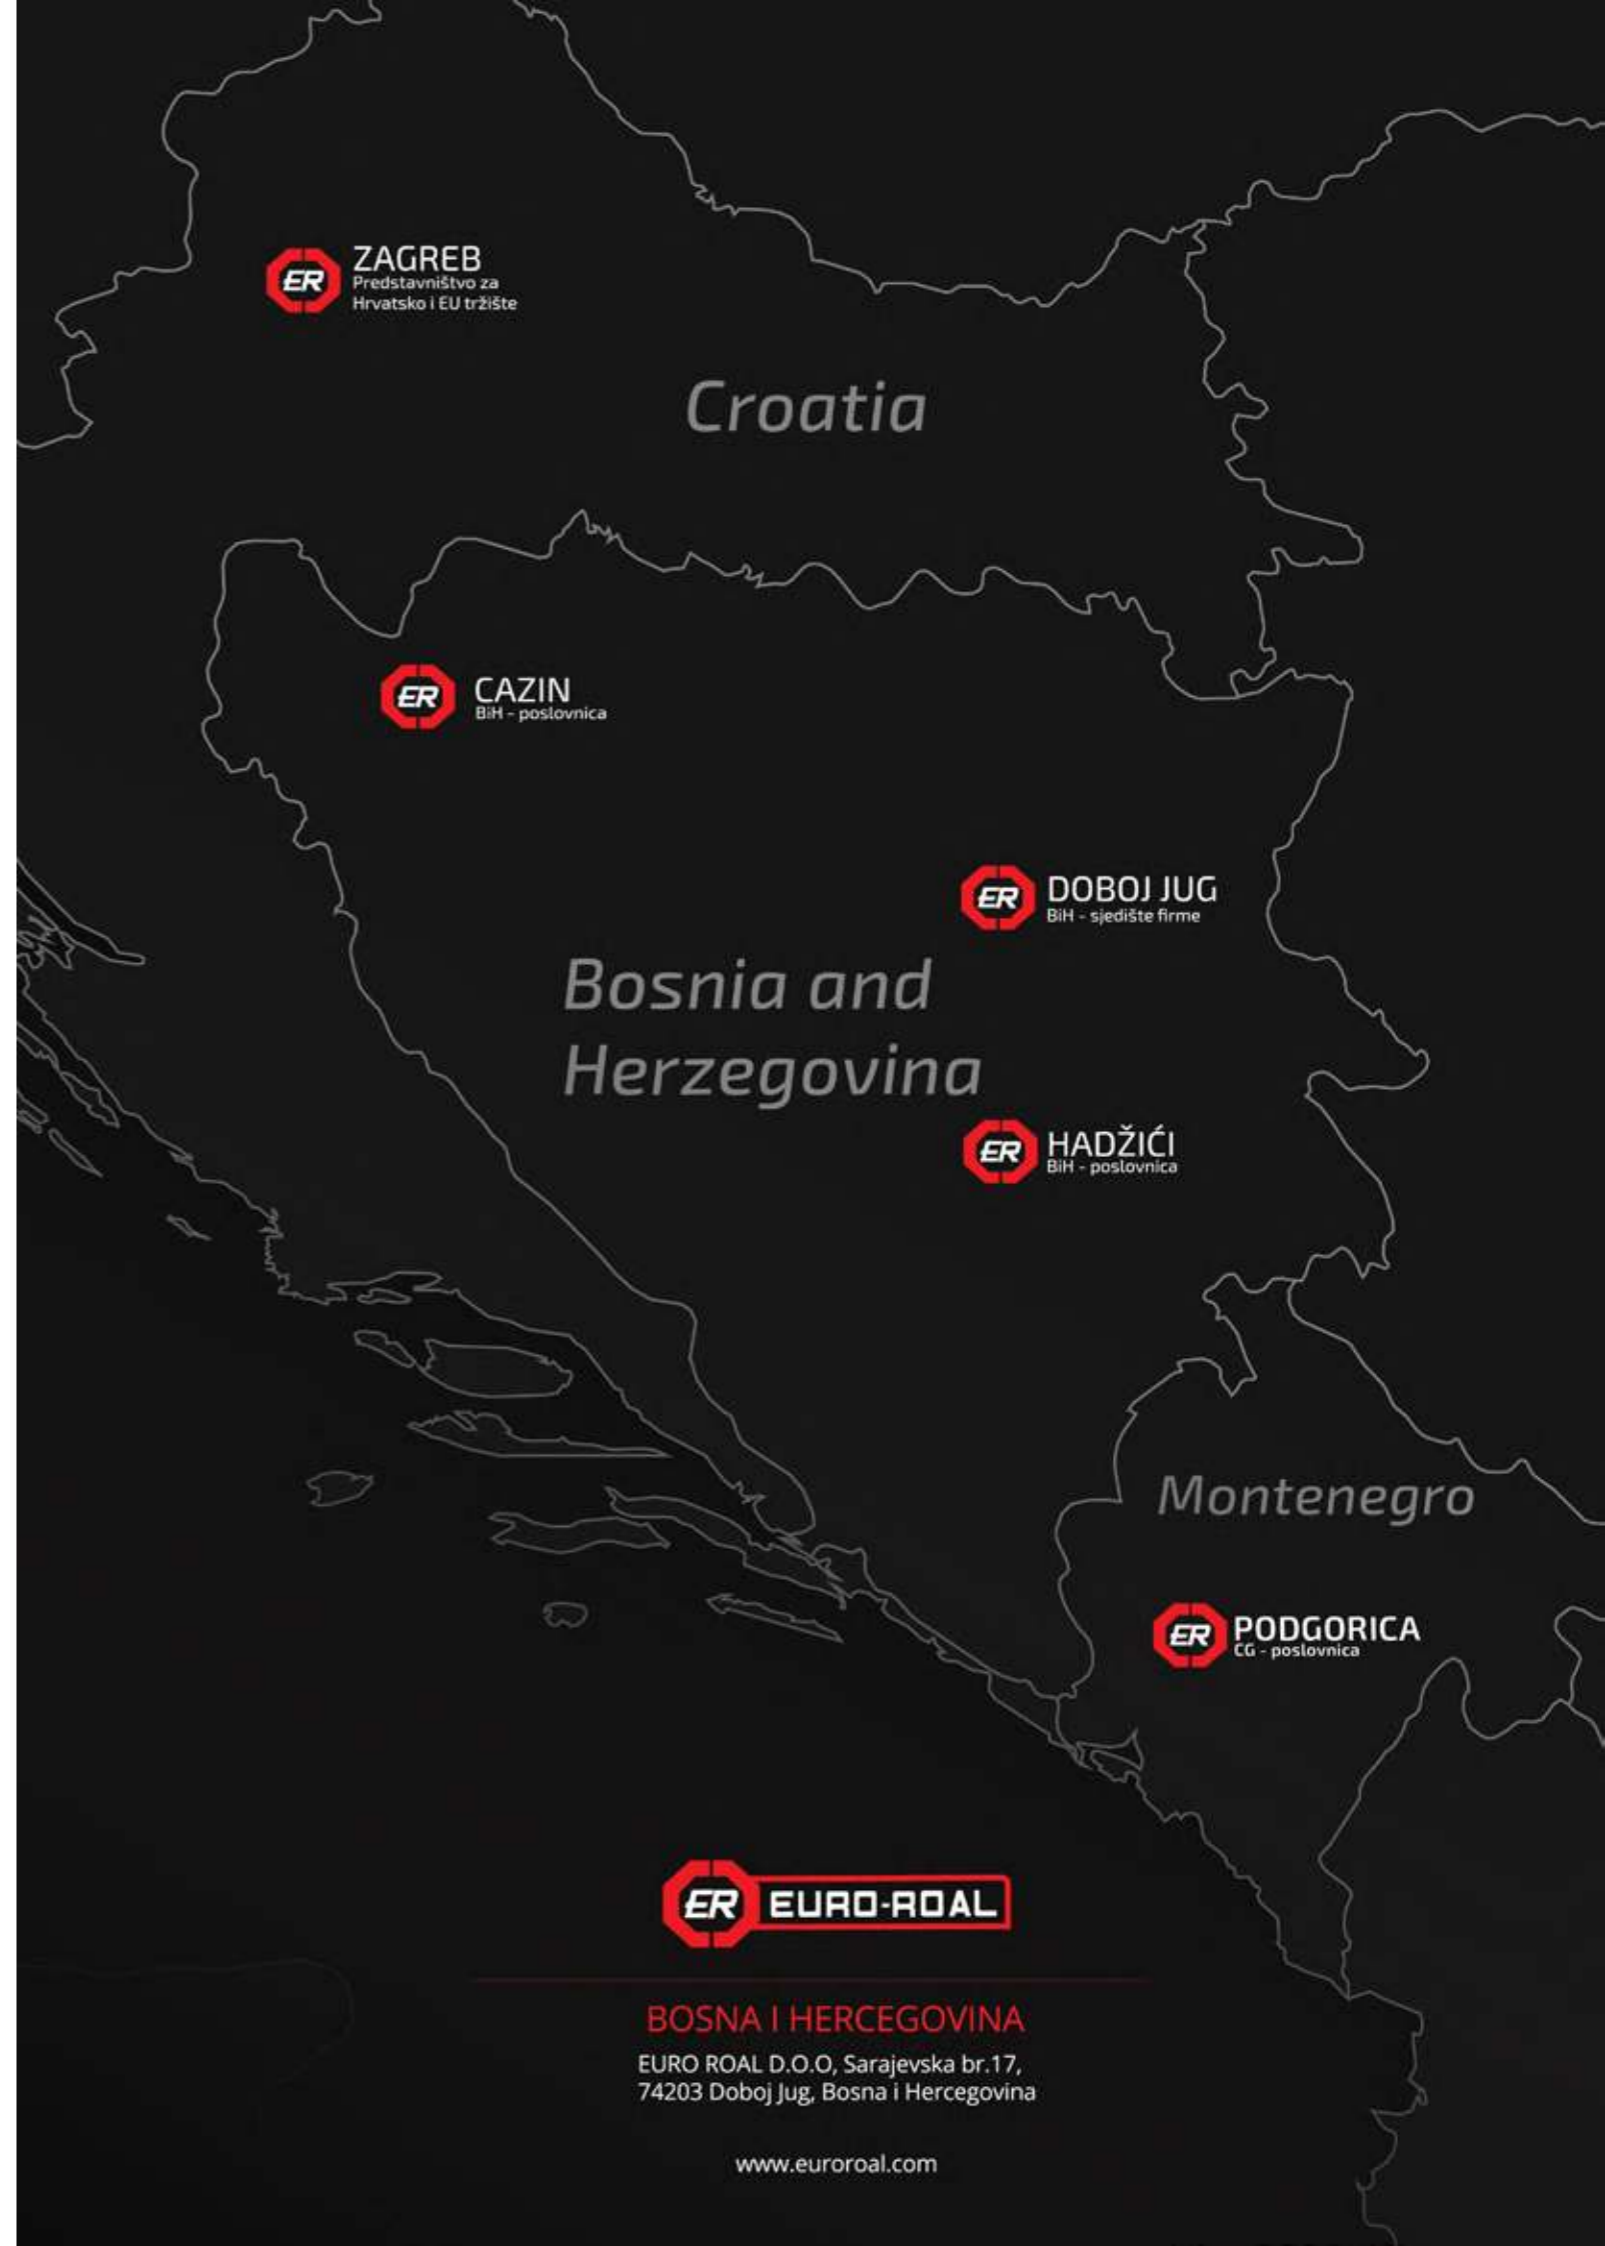 ER
ZAGREB
Predstavništvo za
Hrvatsko i EU tržište
Croatia
ER
CAZIN
BiH - poslovnica
ER
DOBOJ JUG
BiH - sjedište firme
Bosnia and
Herzegovina
ER
HADŽIĆI
BiH - poslovnica
Montenegro
ER
PODGORICA
CG - poslovnica
ER EURO-ROAL
BOSNA I HERCEGOVINA
EURO ROAL D.O.O, Sarajevska br.17,
74203 Doboj Jug, Bosna i Hercegovina
www.euroroal.com